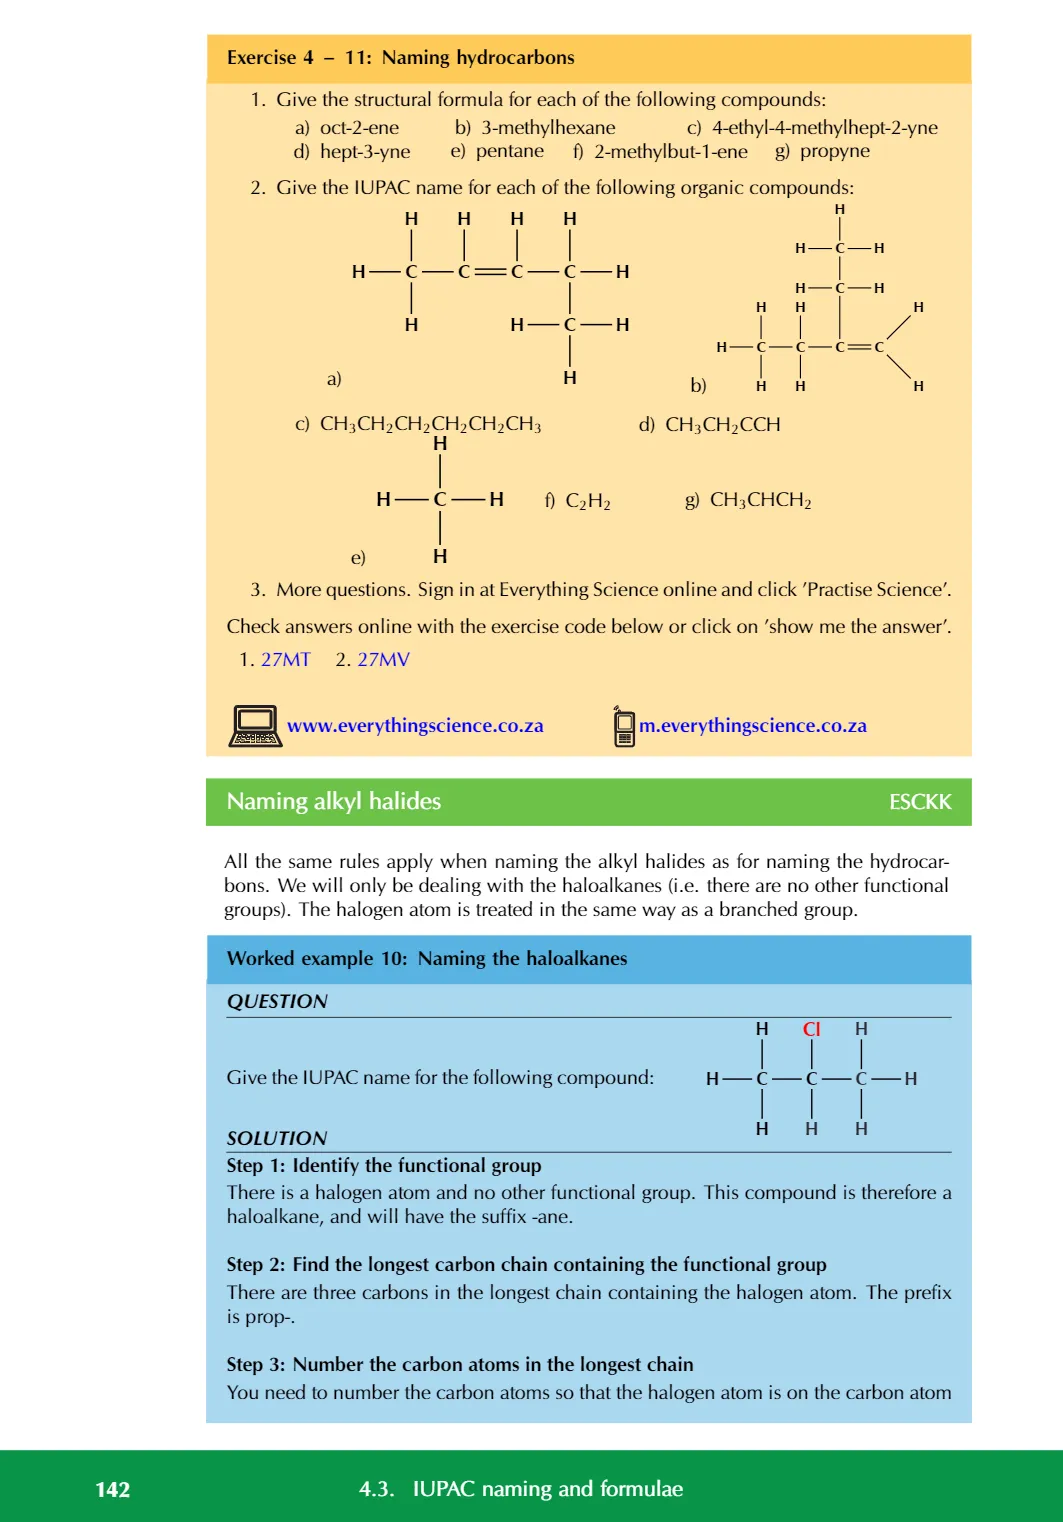 Exercise 4 – 11: Naming hydrocarbons
1. Give the structural formula for each of the following compounds:
a) oct-2-ene b) 3-methylhexane c) 4-ethyl-4-methylhept-2-yne
d) hept-3-yne e) pentane f) 2-methylbut-1-ene g) propyne
2. Give the IUPAC name for each of the following organic compounds:
H H H H
H C C C C H
H H C H
a) H
H
H C H
H C H
H H H
H C C C C
b) H H H
c) CH₃CH₂CH₂CH₂CH₂CH₃ d) CH₃CH₂CCH
H
H C H f) C₂H₂ g) CH₃CHCH₂
e) H
3. More questions. Sign in at Everything Science online and click ’Practise Science’.
Check answers online with the exercise code below or click on ’show me the answer’.
1. 27MT 2. 27MV
www.everythingscience.co.za m.everythingscience.co.za
Naming alkyl halides ESCKK
All the same rules apply when naming the alkyl halides as for naming the hydrocar-
bons. We will only be dealing with the haloalkanes (i.e. there are no other functional
groups). The halogen atom is treated in the same way as a branched group.
Worked example 10: Naming the haloalkanes
QUESTION
H Cl H
Give the IUPAC name for the following compound: H C C C H
H H H
SOLUTION
Step 1: Identify the functional group
There is a halogen atom and no other functional group. This compound is therefore a
haloalkane, and will have the suffix -ane.
Step 2: Find the longest carbon chain containing the functional group
There are three carbons in the longest chain containing the halogen atom. The prefix
is prop-.
Step 3: Number the carbon atoms in the longest chain
You need to number the carbon atoms so that the halogen atom is on the carbon atom
142 4.3. IUPAC naming and formulae